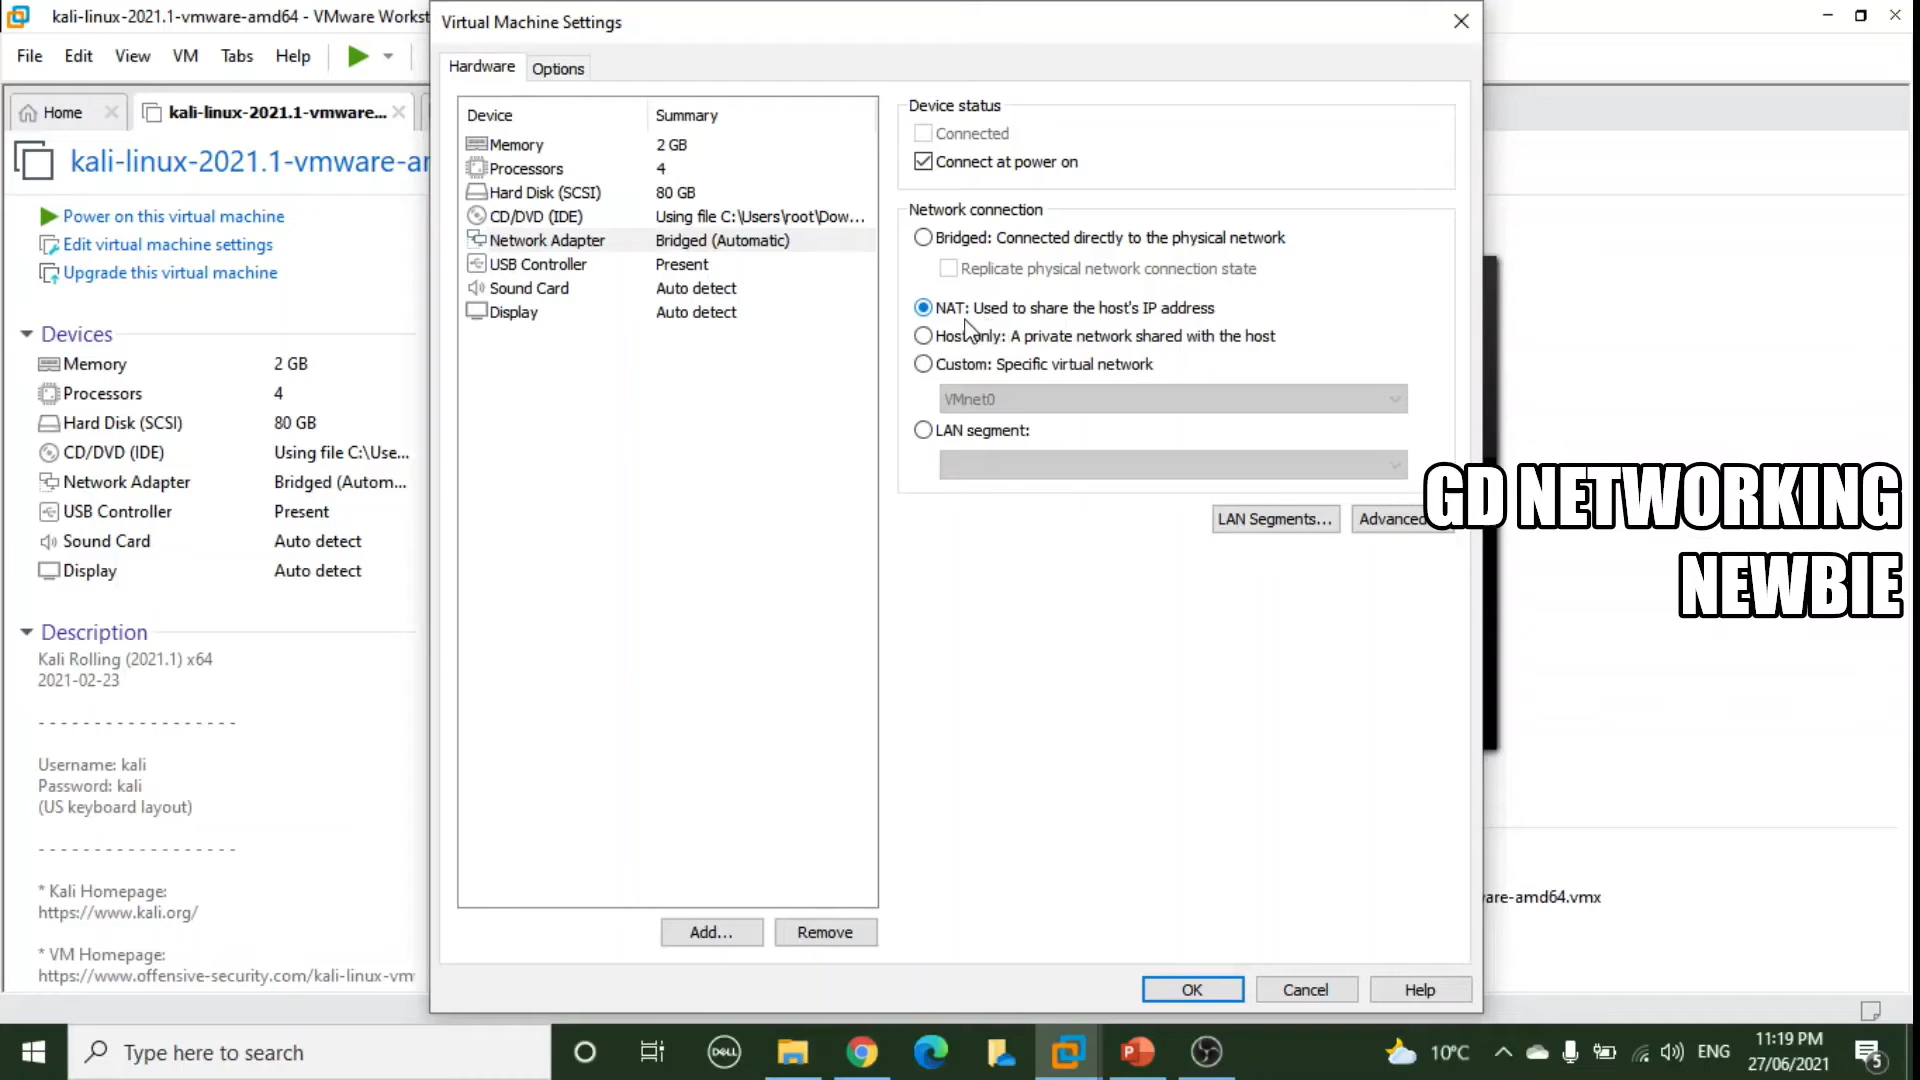 kali-linux-2021.1-vmware-amd64 - VMware Workst
File Edit View VM Tabs Help
Home
kali-linux-2021.1-vmware...
kali-linux-2021.1-vmware-ar
Power on this virtual machine
Edit virtual machine settings
Upgrade this virtual machine
Devices
Memory 2 GB
Processors 4
Hard Disk (SCSI) 80 GB
CD/DVD (IDE) Using file C:\Use...
Network Adapter Bridged (Autom...
USB Controller Present
Sound Card Auto detect
Display Auto detect
Description
Kali Rolling (2021.1) x64
2021-02-23
- - - - - - - - - - - - - - - - - -
Username: kali
Password: kali
(US keyboard layout)
- - - - - - - - - - - - - - - - - -
* Kali Homepage:
https://www.kali.org/
* VM Homepage:
https://www.offensive-security.com/kali-linux-vm
Virtual Machine Settings
Hardware Options
Device Summary
Memory 2 GB
Processors 4
Hard Disk (SCSI) 80 GB
CD/DVD (IDE) Using file C:\Users\root\Dow...
Network Adapter Bridged (Automatic)
USB Controller Present
Sound Card Auto detect
Display Auto detect
Add... Remove
Device status
Connected
Connect at power on
Network connection
Bridged: Connected directly to the physical network
Replicate physical network connection state
NAT: Used to share the host's IP address
Host-only: A private network shared with the host
Custom: Specific virtual network
VMnet0
LAN segment:
LAN Segments... Advanced
OK Cancel Help
GD NETWORKING
NEWBIE
are-amd64.vmx
Type here to search
DELL
10°C
ENG
11:19 PM
27/06/2021
5